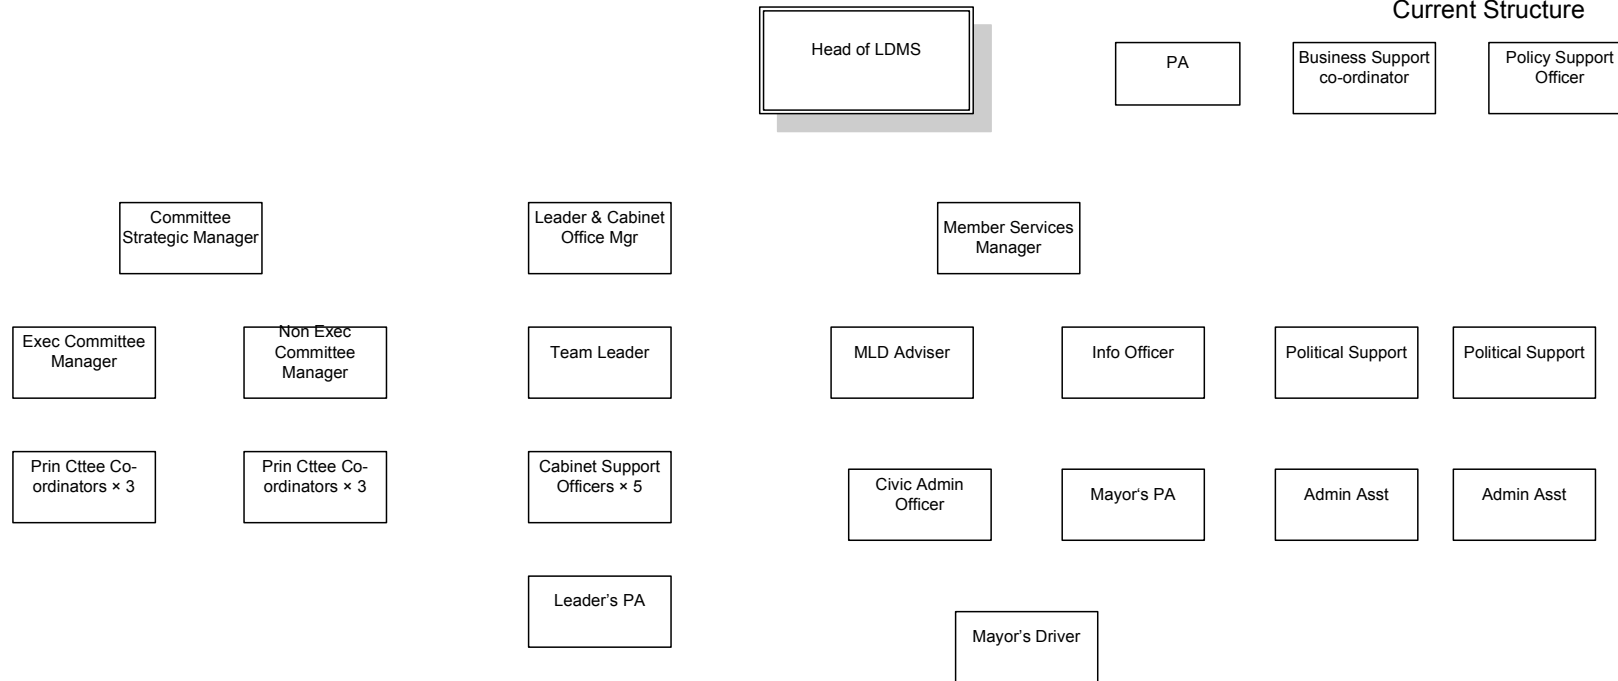 Current Structure
Head of LDMS
PA
Business Support
co-ordinator
Policy Support
Officer
Committee
Strategic Manager
Leader & Cabinet
Office Mgr
Member Services
Manager
Exec Committee
Manager
Non Exec
Committee
Manager
Team Leader
MLD Adviser
Info Officer
Political Support
Political Support
Prin Cttee Co-
ordinators × 3
Prin Cttee Co-
ordinators × 3
Cabinet Support
Officers × 5
Civic Admin
Officer
Mayor‘s PA
Admin Asst
Admin Asst
Leader’s PA
Mayor’s Driver